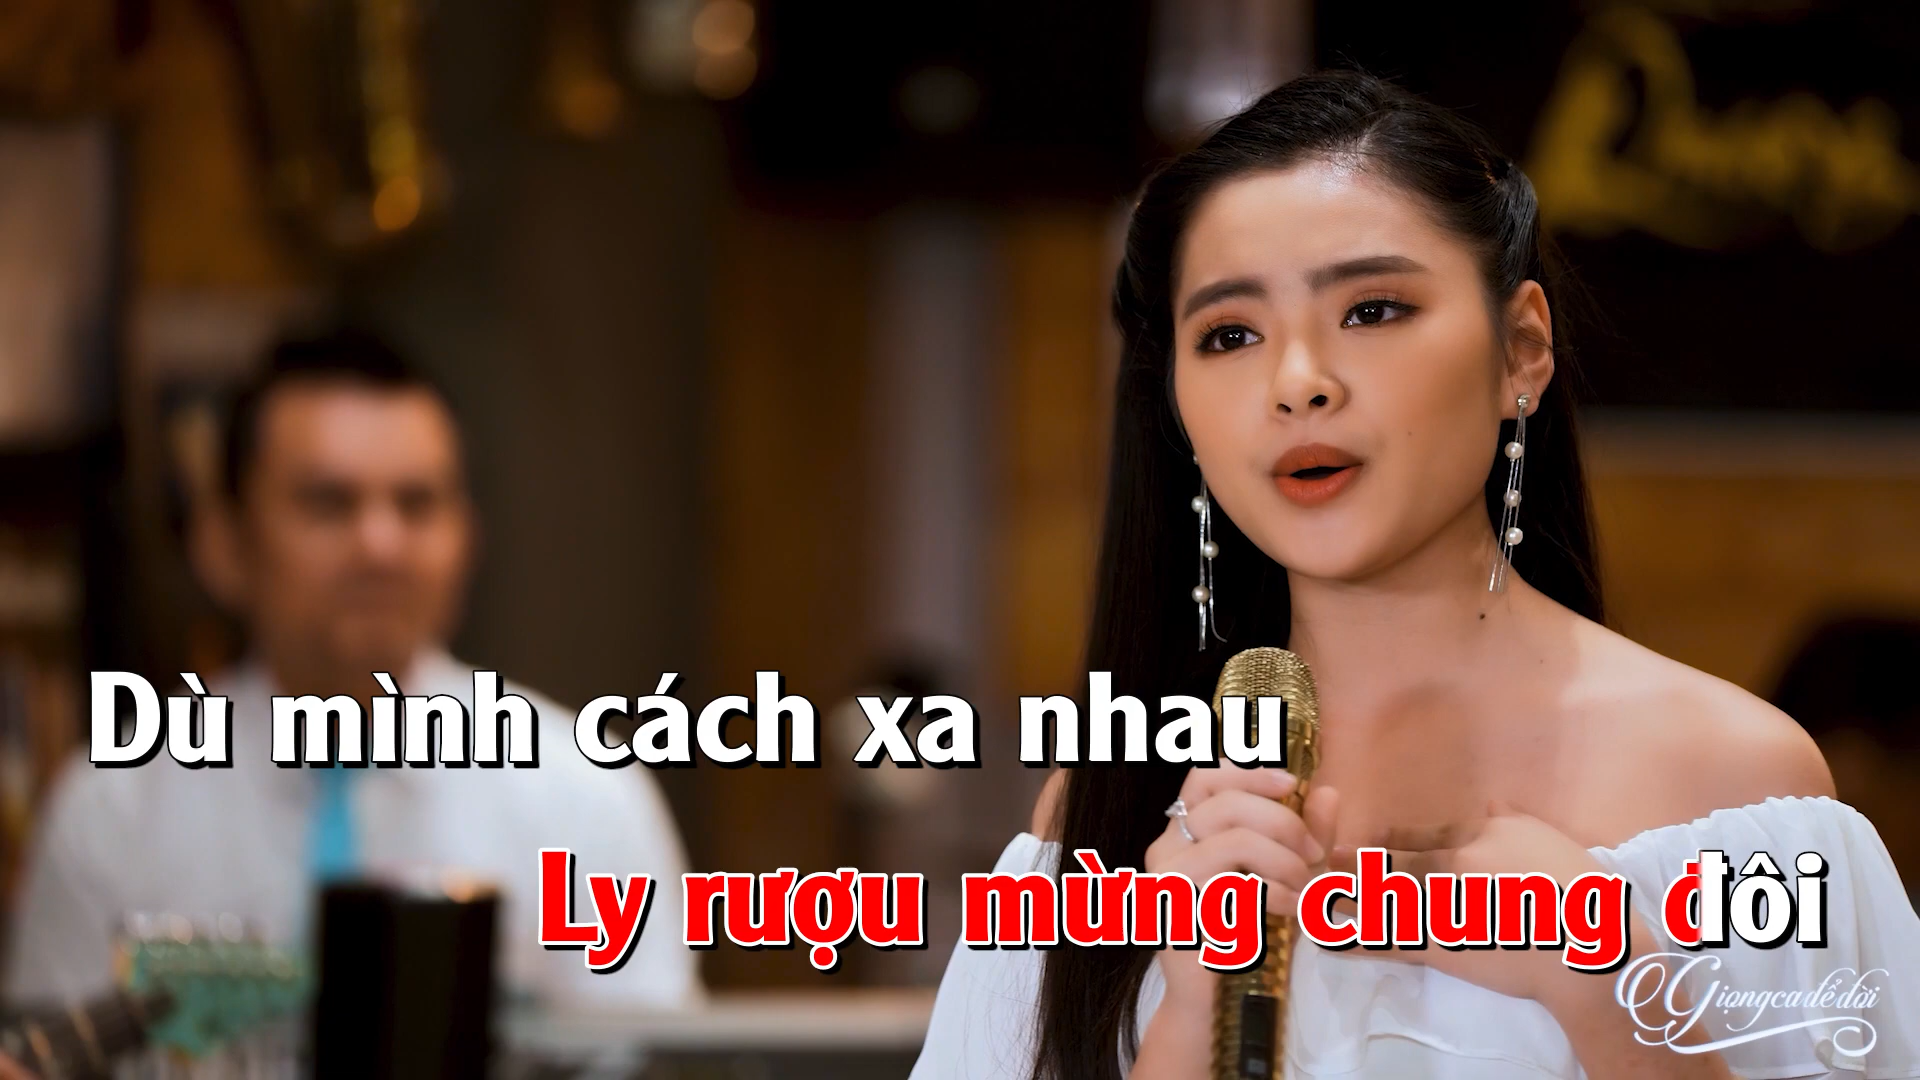 Dù mình cách xa nhau
Ly rượu mừng chung đôi
Giọngcađểđời